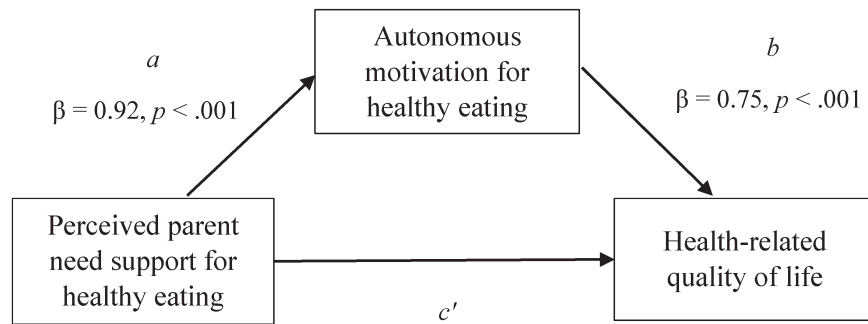 a
β = 0.92, p < .001
Autonomous
motivation for
healthy eating
b
β = 0.75, p < .001
Perceived parent
need support for
healthy eating
Health-related
quality of life
c′